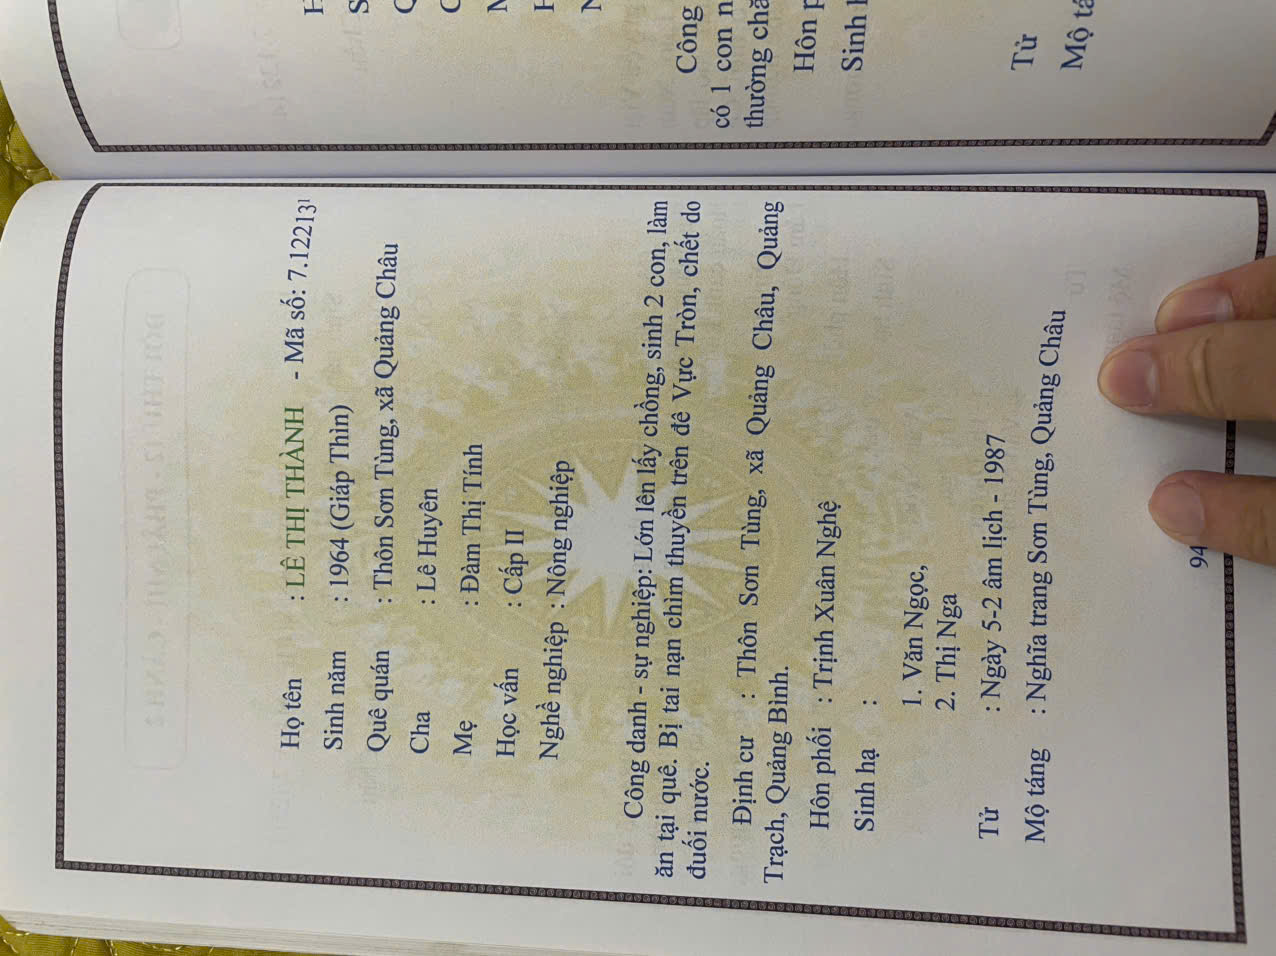 Họ tên : LÊ THỊ THÀNH - Mã số: 7.12213¹
Sinh năm : 1964 (Giáp Thìn)
Quê quán : Thôn Sơn Tùng, xã Quảng Châu
Cha : Lê Huyên
Mẹ : Đàm Thị Tính
Học vấn : Cấp II
Nghề nghiệp : Nông nghiệp
Công danh - sự nghiệp: Lớn lên lấy chồng, sinh 2 con, làm
ăn tại quê. Bị tai nạn chìm thuyền trên đê Vực Tròn, chết do
đuối nước.
Định cư : Thôn Sơn Tùng, xã Quảng Châu, Quảng
Trạch, Quảng Bình.
Hôn phối : Trịnh Xuân Nghệ
Sinh hạ :
1. Văn Ngọc,
2. Thị Nga
Tử : Ngày 5-2 âm lịch - 1987
Mộ táng : Nghĩa trang Sơn Tùng, Quảng Châu
Công
có 1 con
thường
Hôn
Sinh
Tử
Mộ